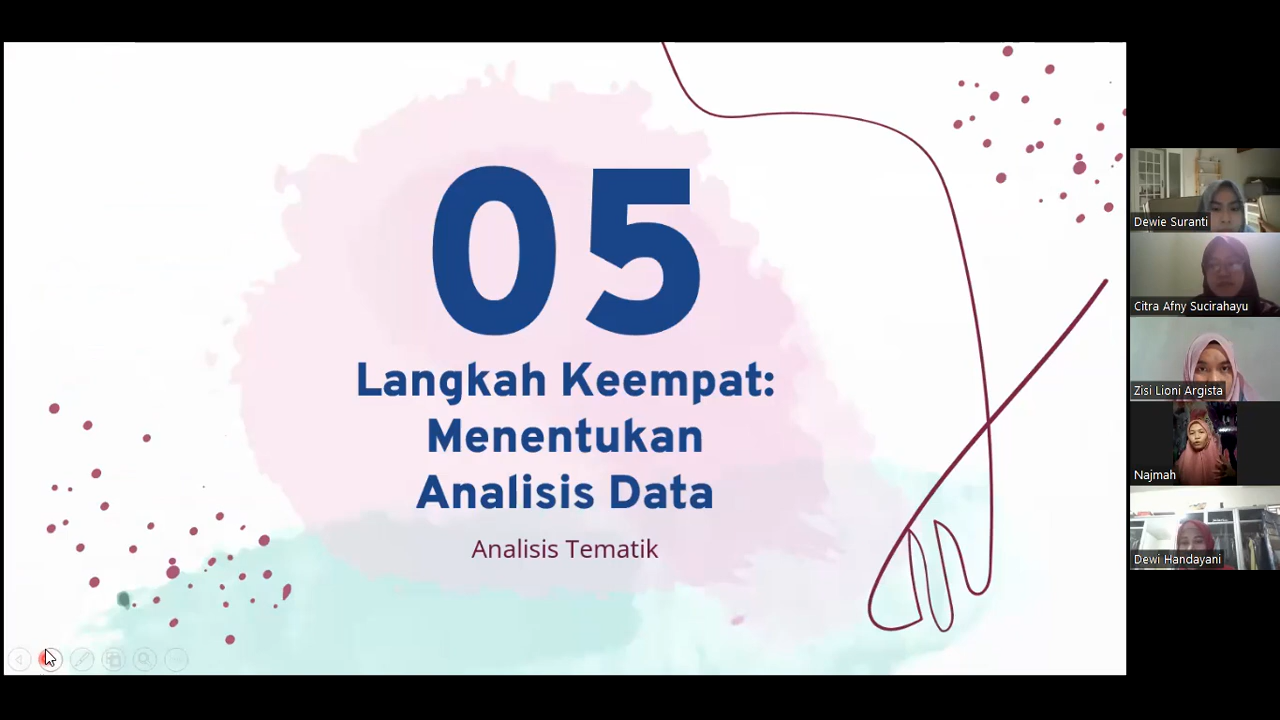 05
Langkah Keempat:
Menentukan
Analisis Data
Analisis Tematik
Dewie Suranti
Citra Afny Sucirahayu
Zisi Lioni Argista
Najmah
Dewi Handayani